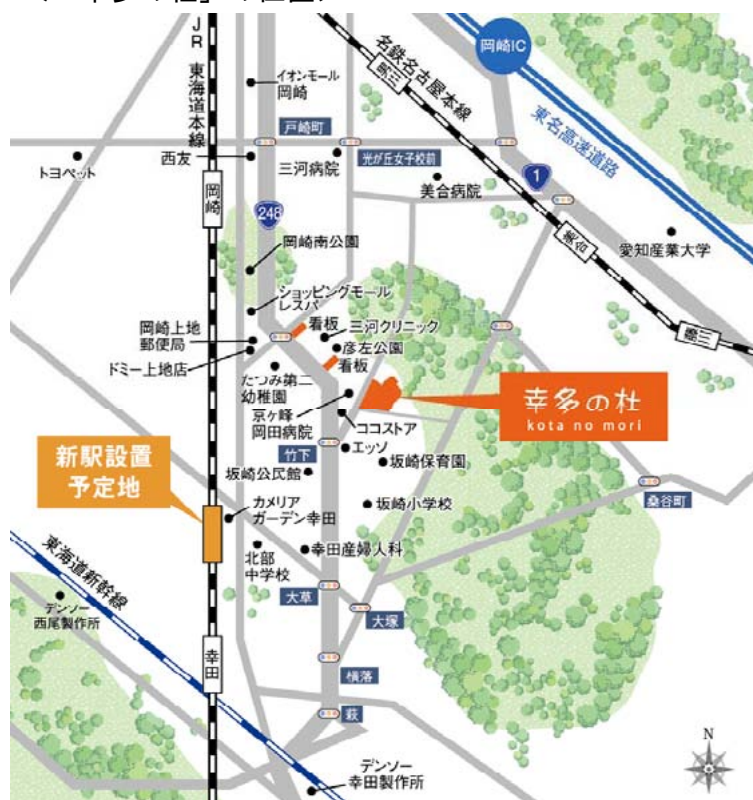 JR 東海道本線
イオンモール
岡崎
名鉄名古屋本線
男川
岡崎IC
東名高速道路
戸崎町
トヨペット
西友
三河病院
光が丘女子校前
1
美合病院
岡崎
248
美合
愛知産業大学
岡崎南公園
ショッピングモール
レスパ
岡崎上地
郵便局
看板
三河クリニック
ドミー上地店
彦左公園
看板
たつみ第二
幼稚園
京ヶ峰
岡田病院
幸多の杜
kota no mori
ココストア
竹下
エッソ
新駅設置
予定地
坂崎公民館
坂崎保育園
桑谷町
カメリア
ガーデン幸田
坂崎小学校
北部
中学校
幸田産婦人科
東海道新幹線
デンソー
西尾製作所
大草
大塚
幸田
横落
萩
デンソー
幸田製作所
N